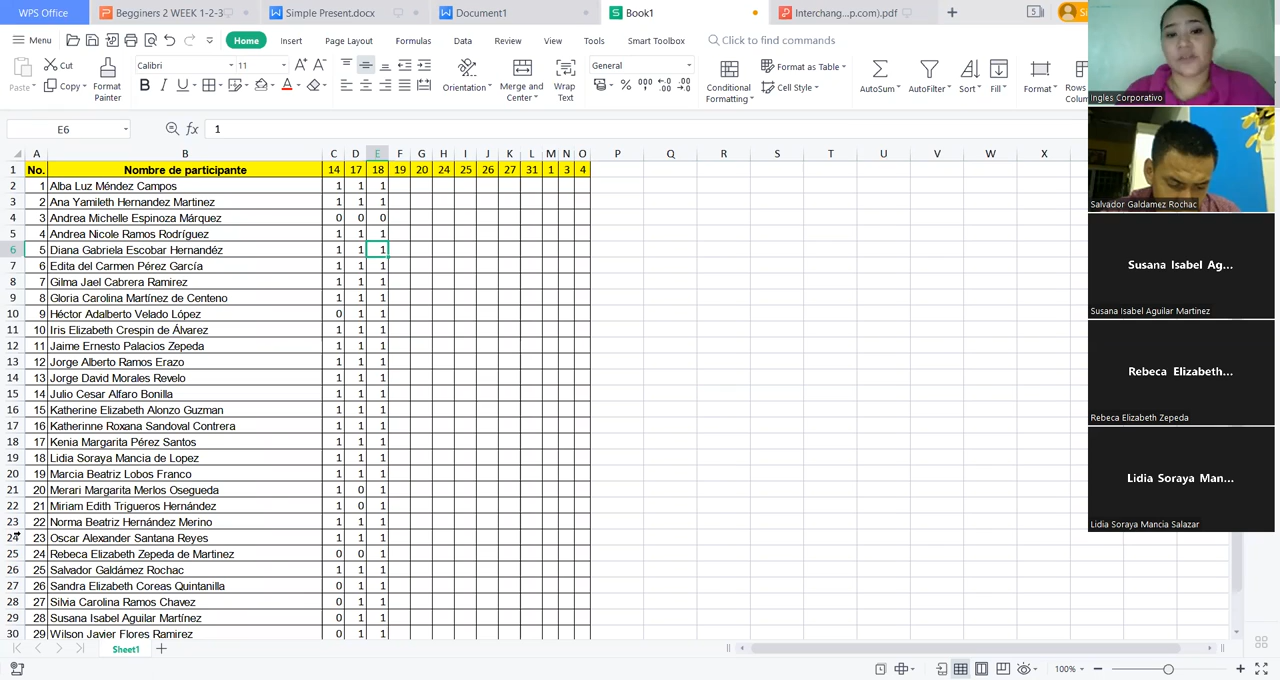 WPS Office Begginers 2 WEEK 1-2-3 Simple Present.docx Document1 Book1 Interchang...p.com).pdf 5
Menu Home Insert Page Layout Formulas Data Review View Tools Smart Toolbox Click to find commands
Paste Cut Copy Format Painter Calibri 11 B I U A Orientation Merge and Center Wrap Text General % 000 Conditional Formatting Format as Table Cell Style AutoSum AutoFilter Sort Fill Format
E6 fx 1
A B C D E F G H I J K L M N O P Q R S T U V W X
1 No. Nombre de participante 14 17 18 19 20 24 25 26 27 31 1 3 4
2 1 Alba Luz Méndez Campos 1 1 1
3 2 Ana Yamileth Hernandez Martinez 1 1 1
4 3 Andrea Michelle Espinoza Márquez 0 0 0
5 4 Andrea Nicole Ramos Rodríguez 1 1 1
6 5 Diana Gabriela Escobar Hernandéz 1 1 1
7 6 Edita del Carmen Pérez García 1 1 1
8 7 Gilma Jael Cabrera Ramirez 1 1 1
9 8 Gloria Carolina Martínez de Centeno 1 1 1
10 9 Héctor Adalberto Velado López 0 1 1
11 10 Iris Elizabeth Crespin de Álvarez 1 1 1
12 11 Jaime Ernesto Palacios Zepeda 1 1 1
13 12 Jorge Alberto Ramos Erazo 1 1 1
14 13 Jorge David Morales Revelo 1 1 1
15 14 Julio Cesar Alfaro Bonilla 1 1 1
16 15 Katherine Elizabeth Alonzo Guzman 1 1 1
17 16 Katherinne Roxana Sandoval Contrera 1 1 1
18 17 Kenia Margarita Pérez Santos 1 1 1
19 18 Lidia Soraya Mancia de Lopez 1 1 1
20 19 Marcia Beatriz Lobos Franco 1 1 1
21 20 Merari Margarita Merlos Osegueda 1 0 1
22 21 Miriam Edith Trigueros Hernández 1 0 1
23 22 Norma Beatriz Hernández Merino 1 1 1
24 23 Oscar Alexander Santana Reyes 1 1 1
25 24 Rebeca Elizabeth Zepeda de Martinez 0 0 1
26 25 Salvador Galdámez Rochac 1 1 1
27 26 Sandra Elizabeth Coreas Quintanilla 0 1 1
28 27 Silvia Carolina Ramos Chavez 0 1 1
29 28 Susana Isabel Aguilar Martínez 0 1 1
30 29 Wilson Javier Flores Ramirez 0 1 1
Sheet1
100%
Ingles Corporativo
Salvador Galdamez Rochac
Susana Isabel Ag...
Susana Isabel Aguilar Martinez
Rebeca Elizabeth...
Rebeca Elizabeth Zepeda
Lidia Soraya Man...
Lidia Soraya Mancia Salazar